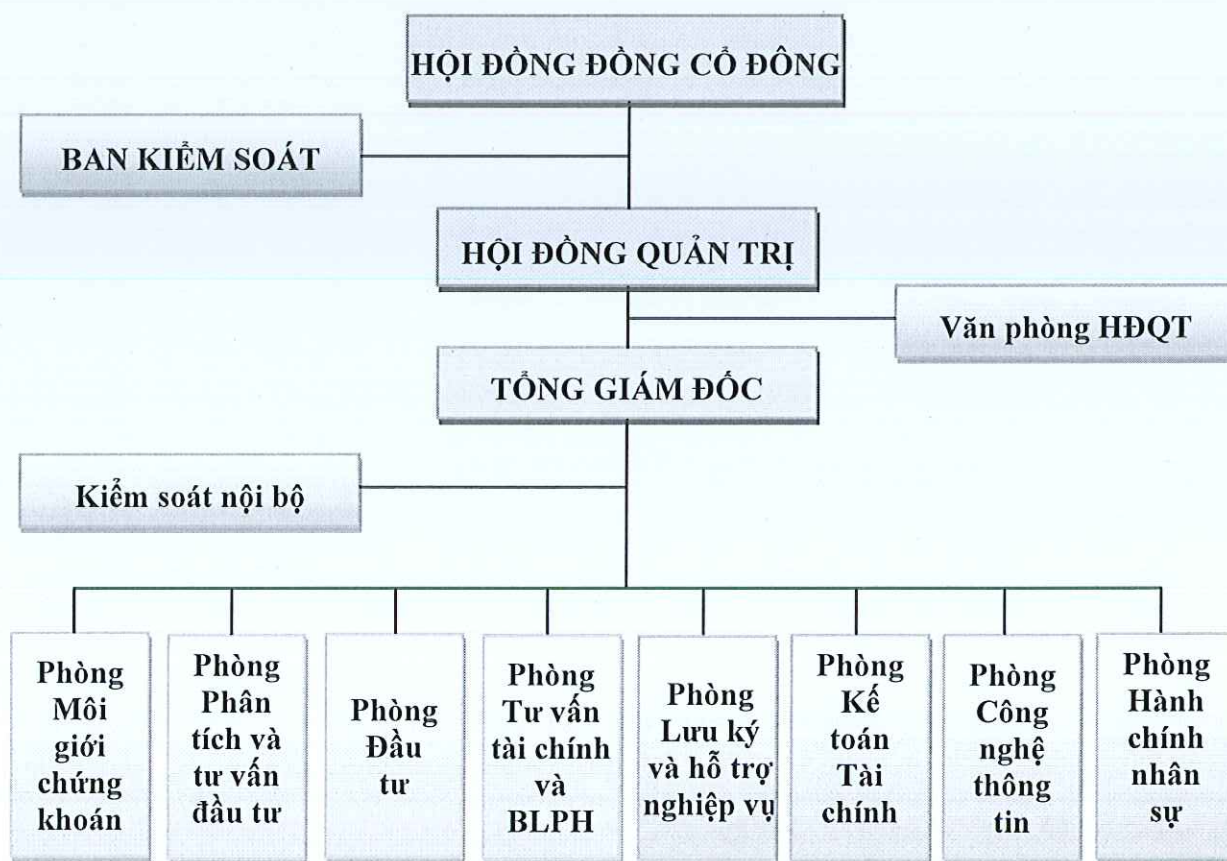 HỘI ĐỒNG ĐỒNG CỔ ĐÔNG
BAN KIỂM SOÁT
HỘI ĐỒNG QUẢN TRỊ
Văn phòng HĐQT
TỔNG GIÁM ĐỐC
Kiểm soát nội bộ
Phòng
Môi
giới
chứng
khoán
Phòng
Phân
tích và
tư vấn
đầu tư
Phòng
Đầu
tư
Phòng
Tư vấn
tài chính
và
BLPH
Phòng
Lưu ký
và hỗ trợ
nghiệp vụ
Phòng
Kế
toán
Tài
chính
Phòng
Công
nghệ
thông
tin
Phòng
Hành
chính
nhân
sự